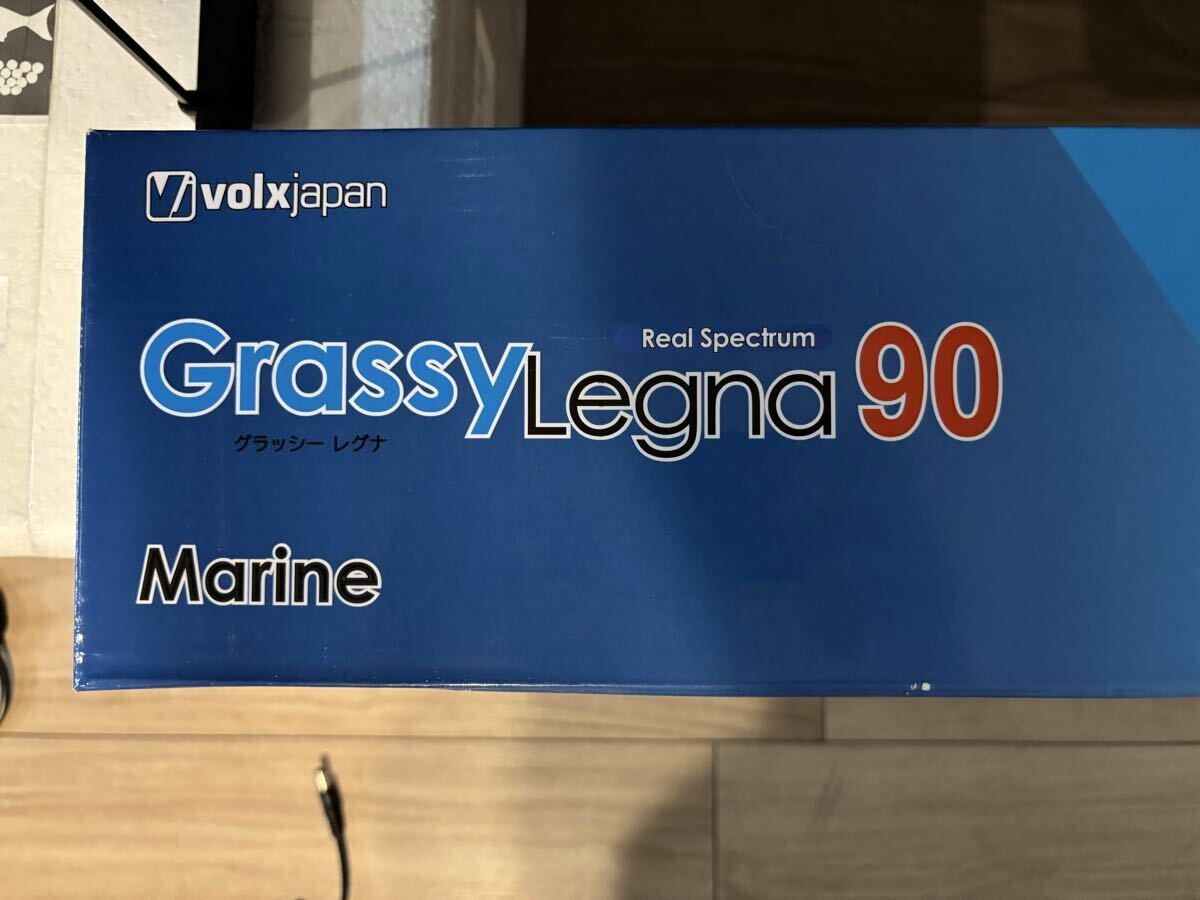 volxjapan
Real Spectrum
GrassyLegna 90
グラッシー レグナ
Marine